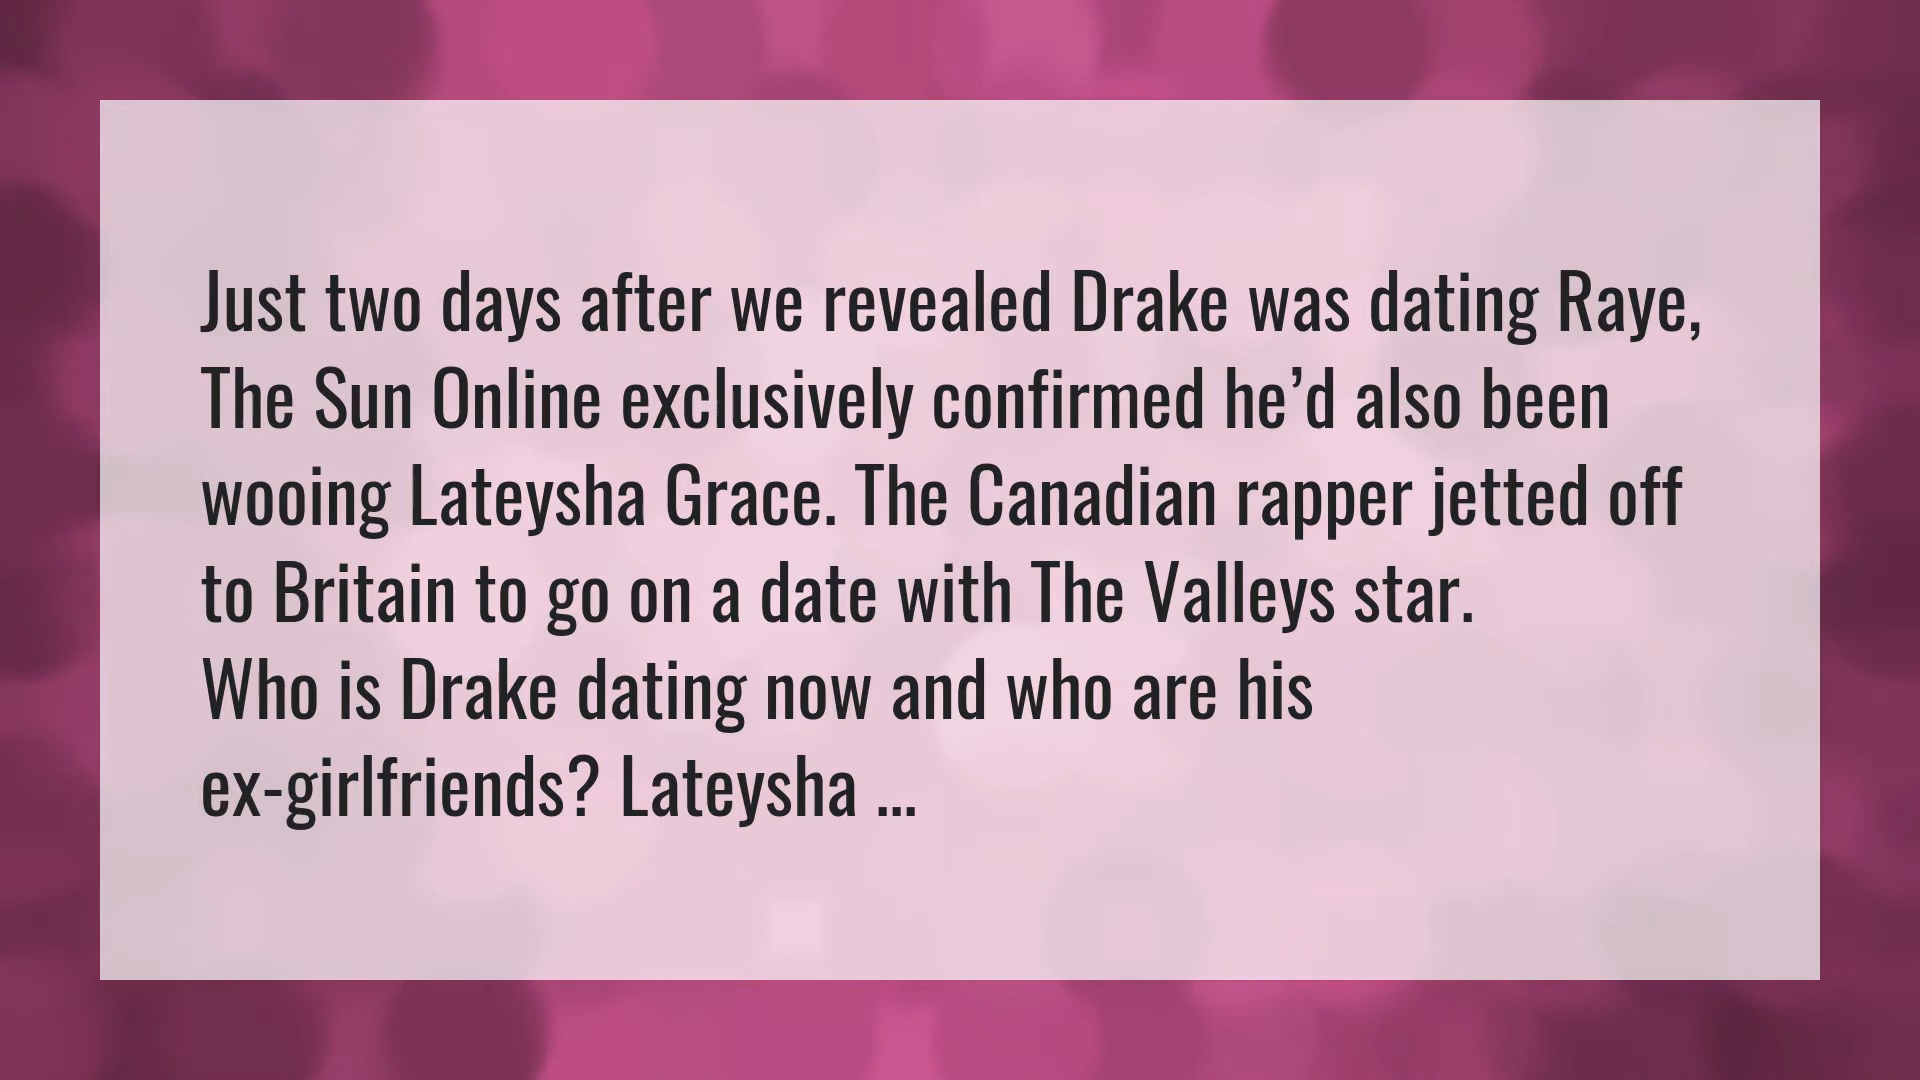 Just two days after we revealed Drake was dating Raye,
The Sun Online exclusively confirmed he’d also been
wooing Lateysha Grace. The Canadian rapper jetted off
to Britain to go on a date with The Valleys star.
Who is Drake dating now and who are his
ex-girlfriends? Lateysha ...